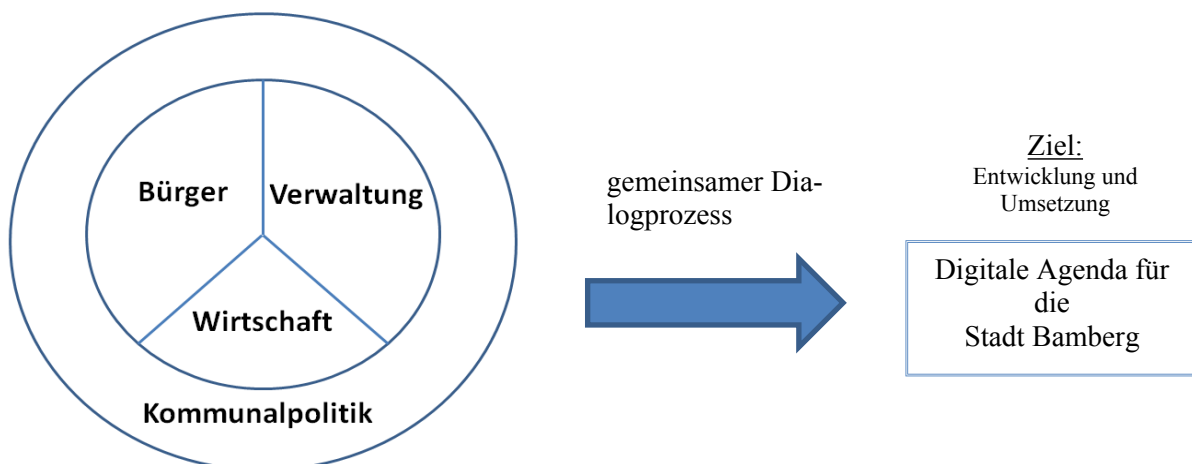 Bürger
Verwaltung
Wirtschaft
Kommunalpolitik
gemeinsamer Dia-
logprozess
Ziel:
Entwicklung und
Umsetzung
Digitale Agenda für
die
Stadt Bamberg